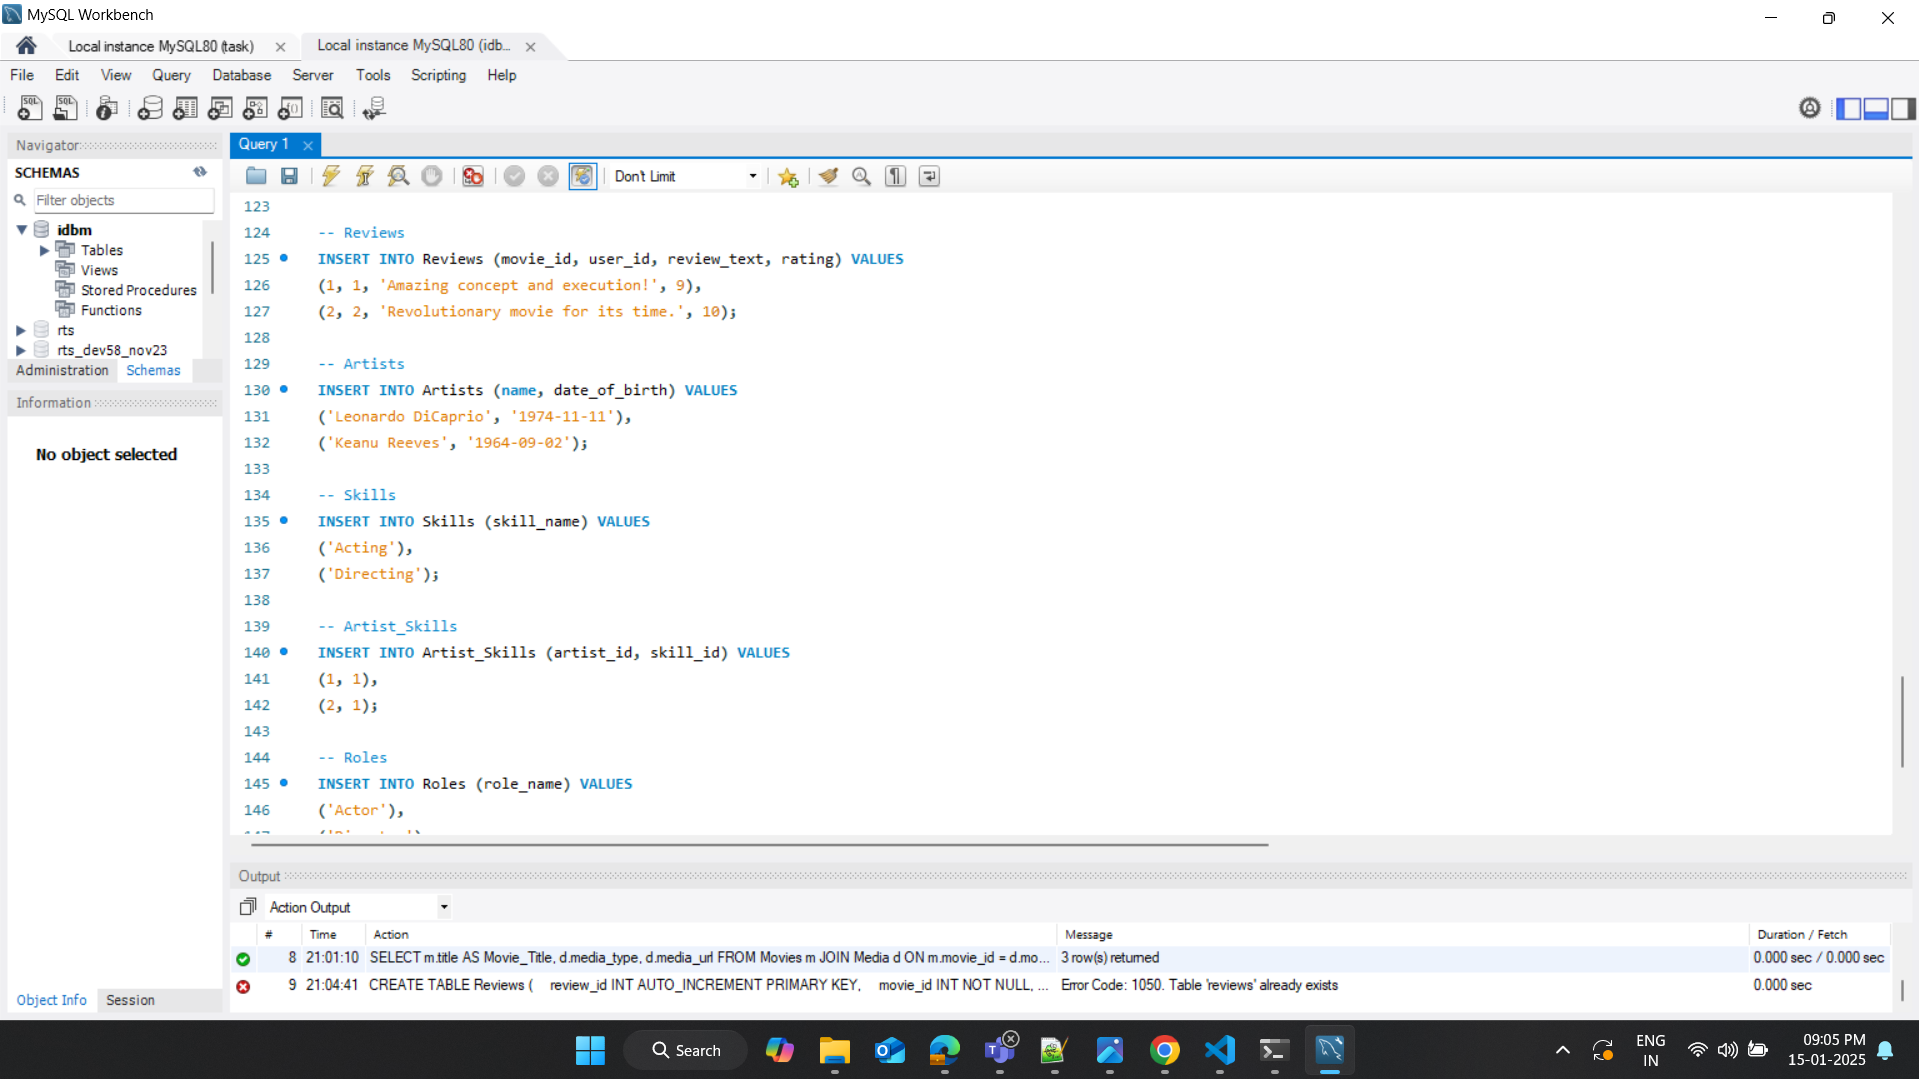 MySQL Workbench
Local instance MySQL80 (task)
Local instance MySQL80 (idb...
File Edit View Query Database Server Tools Scripting Help
Navigator
SCHEMAS
Filter objects
idbm
Tables
Views
Stored Procedures
Functions
rts
rts_dev58_nov23
Administration Schemas
Information
No object selected
Object Info Session
Query 1
Don't Limit
123
124 -- Reviews
125 INSERT INTO Reviews (movie_id, user_id, review_text, rating) VALUES
126 (1, 1, 'Amazing concept and execution!', 9),
127 (2, 2, 'Revolutionary movie for its time.', 10);
128
129 -- Artists
130 INSERT INTO Artists (name, date_of_birth) VALUES
131 ('Leonardo DiCaprio', '1974-11-11'),
132 ('Keanu Reeves', '1964-09-02');
133
134 -- Skills
135 INSERT INTO Skills (skill_name) VALUES
136 ('Acting'),
137 ('Directing');
138
139 -- Artist_Skills
140 INSERT INTO Artist_Skills (artist_id, skill_id) VALUES
141 (1, 1),
142 (2, 1);
143
144 -- Roles
145 INSERT INTO Roles (role_name) VALUES
146 ('Actor'),
Output
Action Output
# Time Action Message Duration / Fetch
8 21:01:10 SELECT m.title AS Movie_Title, d.media_type, d.media_url FROM Movies m JOIN Media d ON m.movie_id = d.mo... 3 row(s) returned 0.000 sec / 0.000 sec
9 21:04:41 CREATE TABLE Reviews ( review_id INT AUTO_INCREMENT PRIMARY KEY, movie_id INT NOT NULL, ... Error Code: 1050. Table 'reviews' already exists 0.000 sec
Search
ENG
IN
09:05 PM
15-01-2025